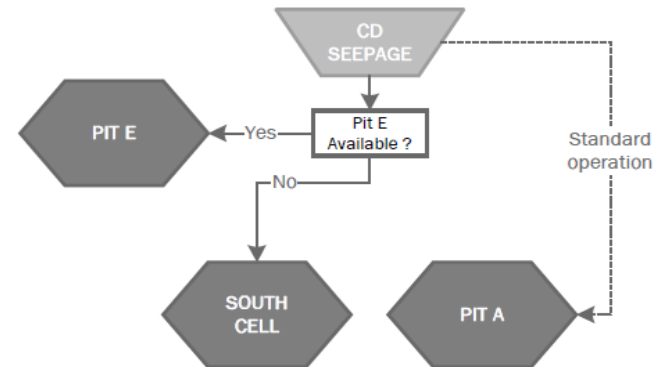 CD
SEEPAGE
Pit E
Available ?
Yes
PIT E
No
Standard
operation
SOUTH
CELL
PIT A